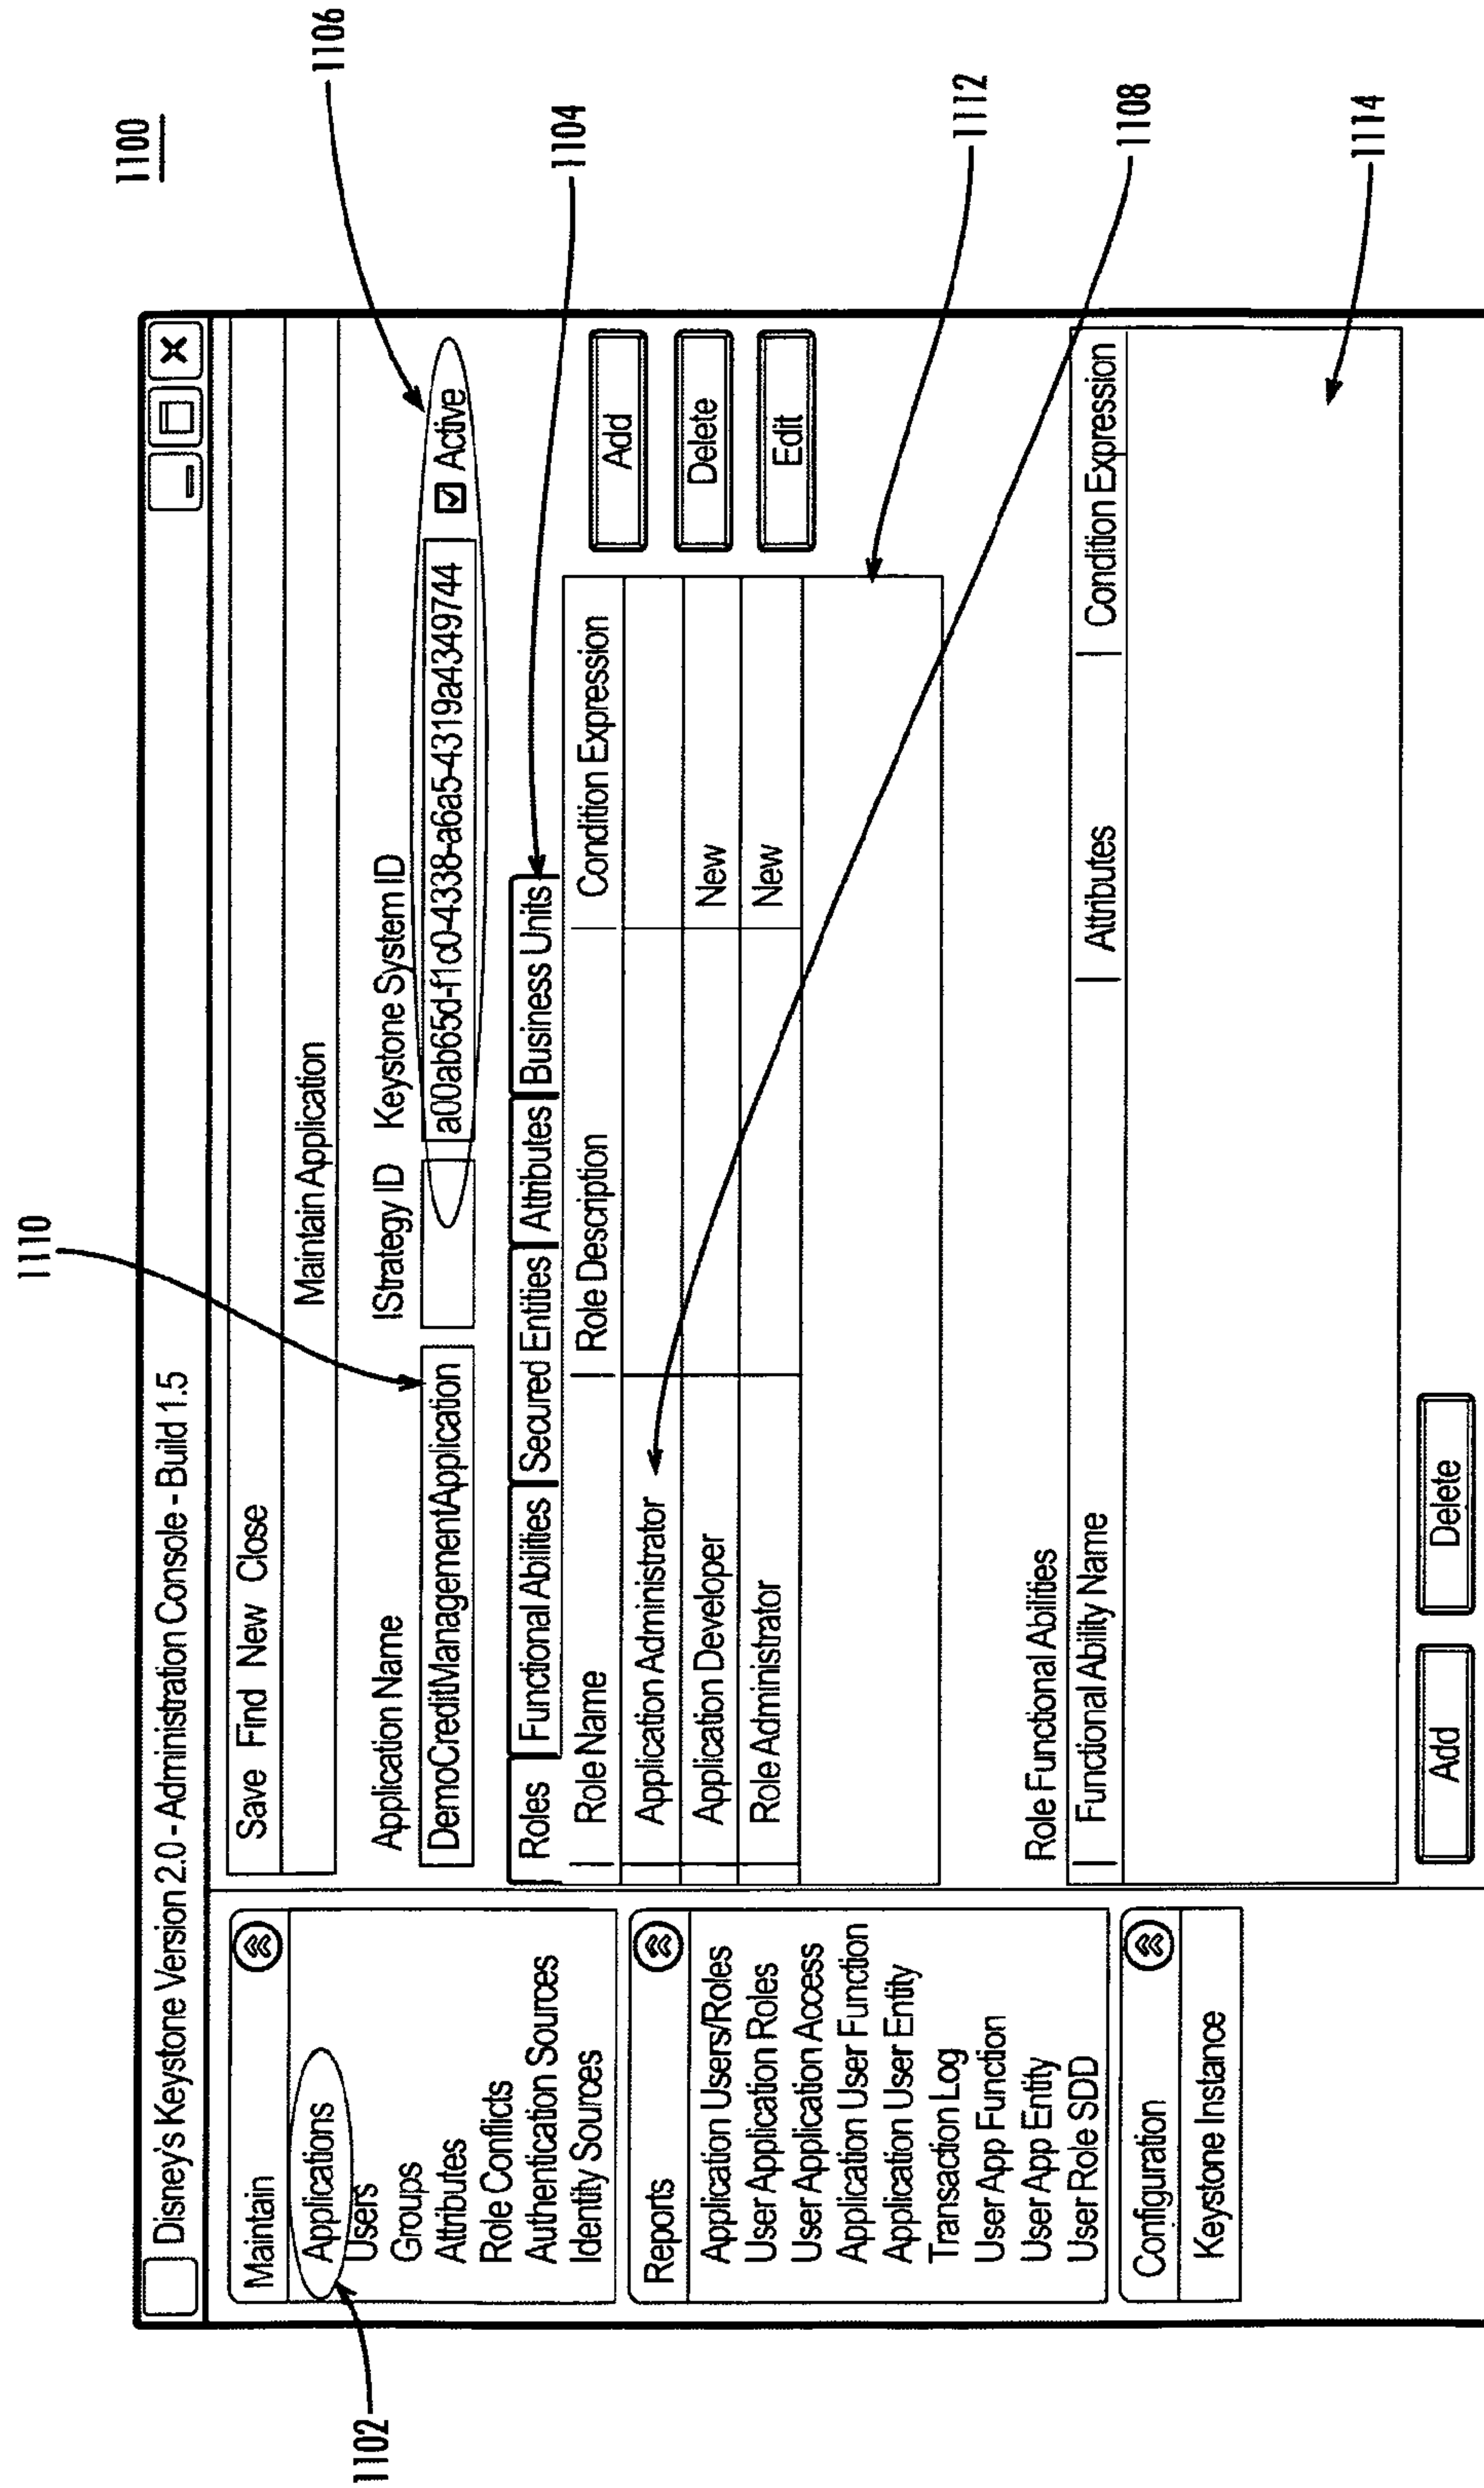 1100
1110
1106
1104
1112
1108
1114
1102
Disney's Keystone Version 2.0 - Administration Console - Build 1.5
Maintain
Applications
Users
Groups
Attributes
Role Conflicts
Authentication Sources
Identity Sources
Reports
Application Users/Roles
User Application Roles
User Application Access
Application User Function
Application User Entity
Transaction Log
User App Function
User App Entity
User Role SDD
Configuration
Keystone Instance
Save Find New Close
Maintain Application
Application Name IStrategy ID Keystone System ID
DemoCreditManagementApplication a00ab65d-f1c0-4338-a6a5-4319a4349744 Active
Roles Functional Abilities Secured Entities Attributes Business Units
Role Name Role Description Condition Expression
Application Administrator
Application Developer New
Role Administrator New
Add
Delete
Edit
Role Functional Abilities
Functional Ability Name Attributes Condition Expression
Add Delete